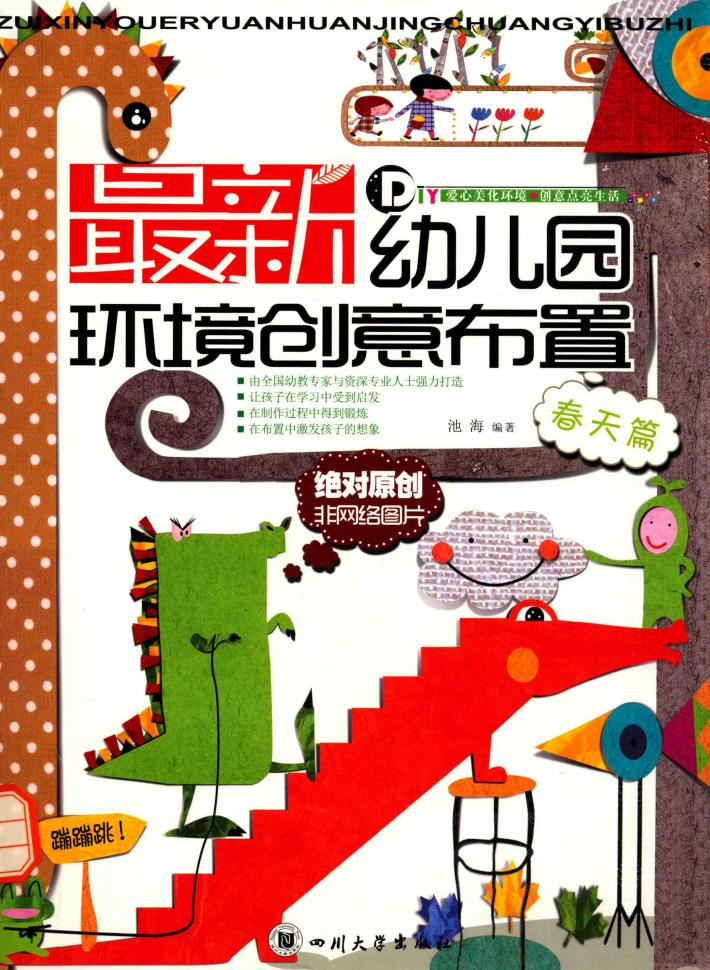 ZUIXINYOUERYUANHUANJINGCHUANGYIBUZHI
最新
DIY 爱心美化环境·创意点亮生活
幼儿园
环境创意布置
■ 由全国幼教专家与资深专业人士强力打造
■ 让孩子在学习中受到启发
■ 在制作过程中得到锻炼
■ 在布置中激发孩子的想象
池海 编著
春天篇
绝对原创
非网络图片
蹦蹦跳!
四川大学出版社